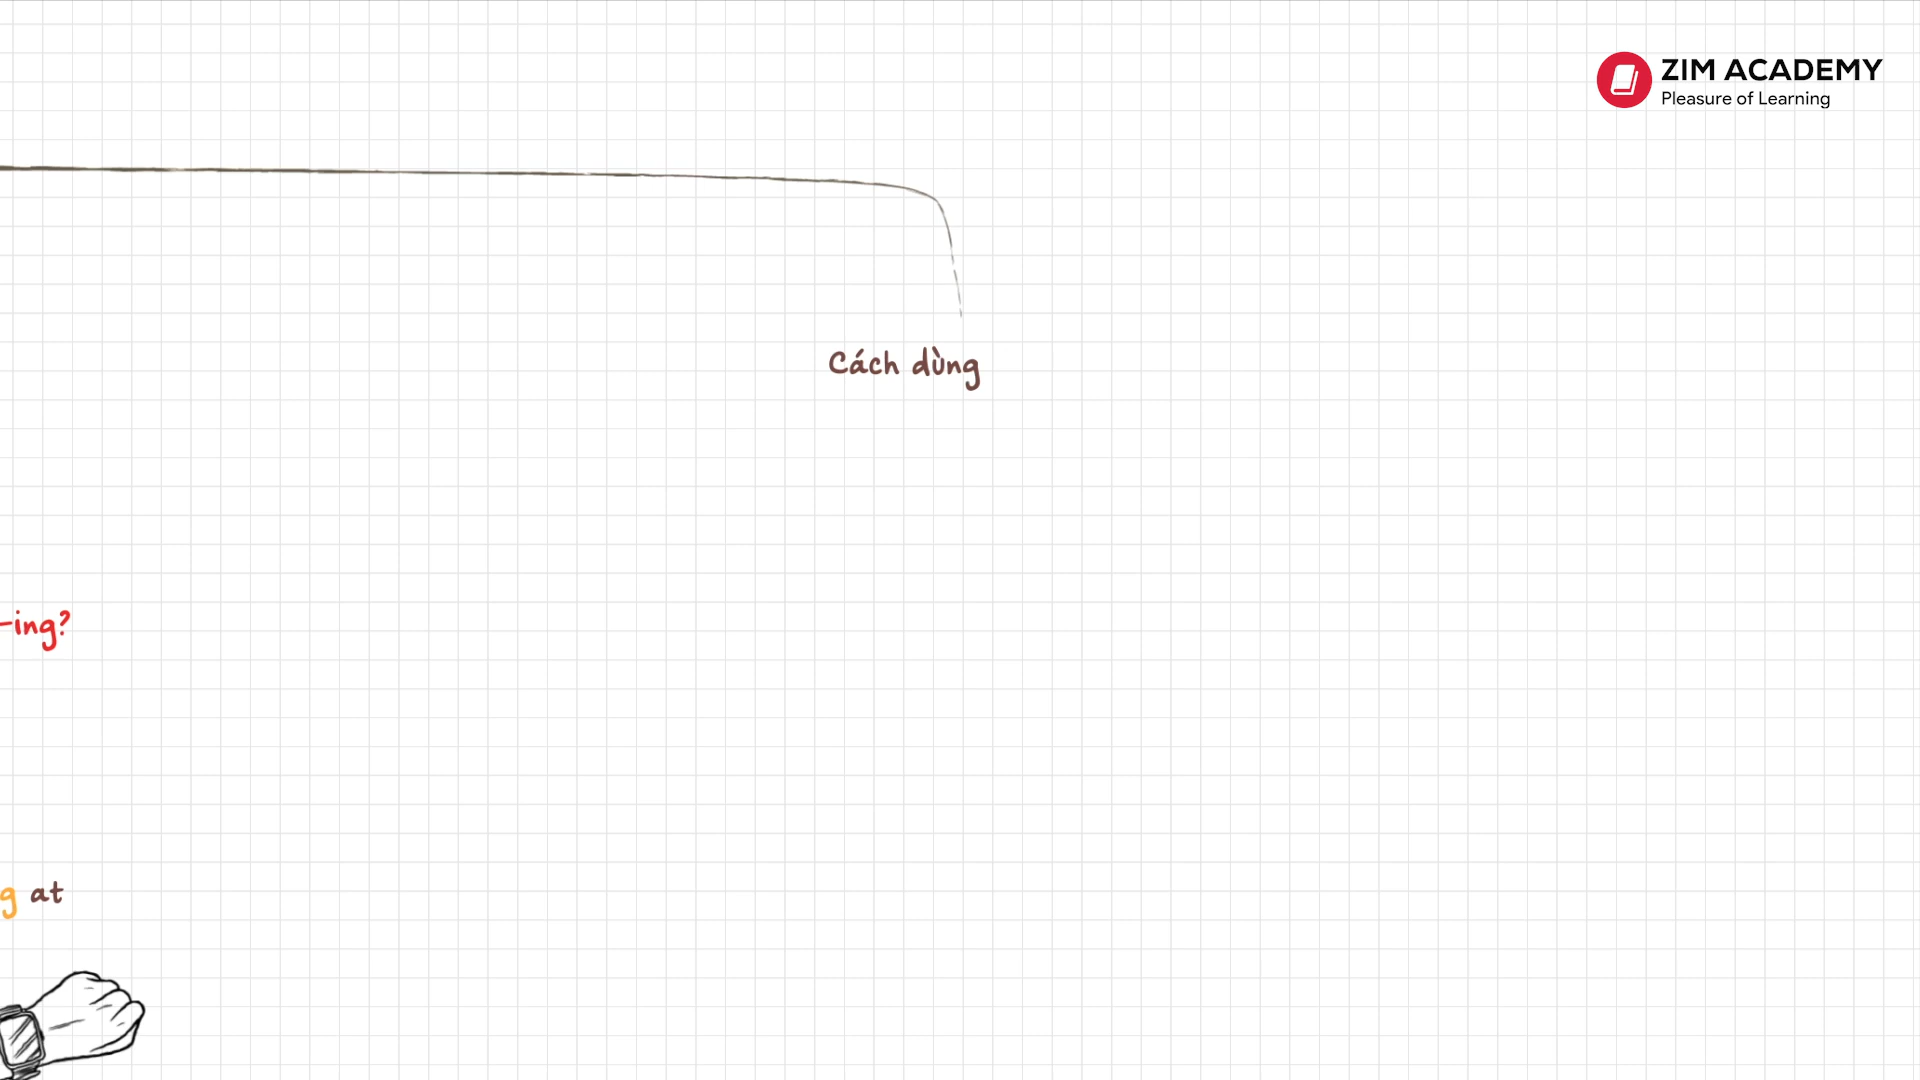 ZIM ACADEMY
Pleasure of Learning
Cách dùng
-ing?
g at